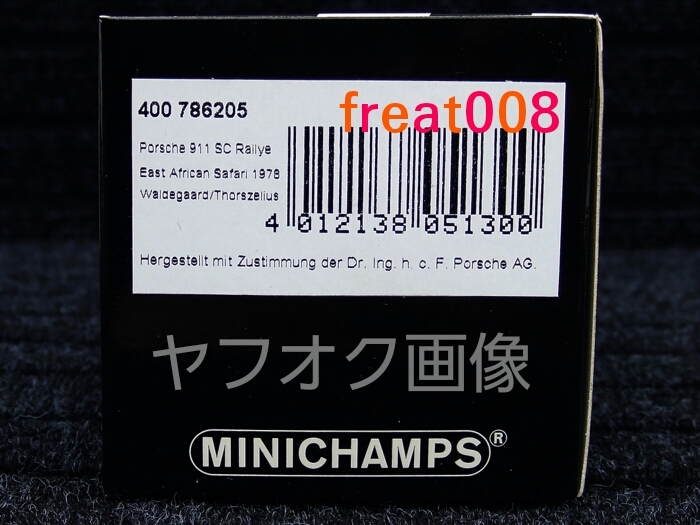 freat008
400 786205
Porsche 911 SC Rallye
East African Safari 1978
Waldegaard/Thorszelius
4 012138 051300
Hergestellt mit Zustimmung der Dr. Ing. h. c. F. Porsche AG.
ヤフオク画像
MINICHAMPS®